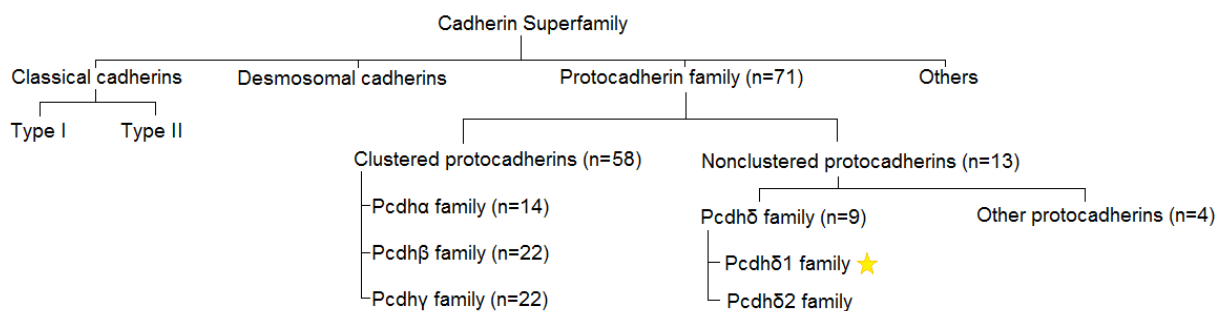 Cadherin Superfamily
Classical cadherins
Desmosomal cadherins
Protocadherin family (n=71)
Others
Type I
Type II
Clustered protocadherins (n=58)
Nonclustered protocadherins (n=13)
Pcdhα family (n=14)
Pcdhβ family (n=22)
Pcdhγ family (n=22)
Pcdhδ family (n=9)
Other protocadherins (n=4)
Pcdhδ1 family
Pcdhδ2 family